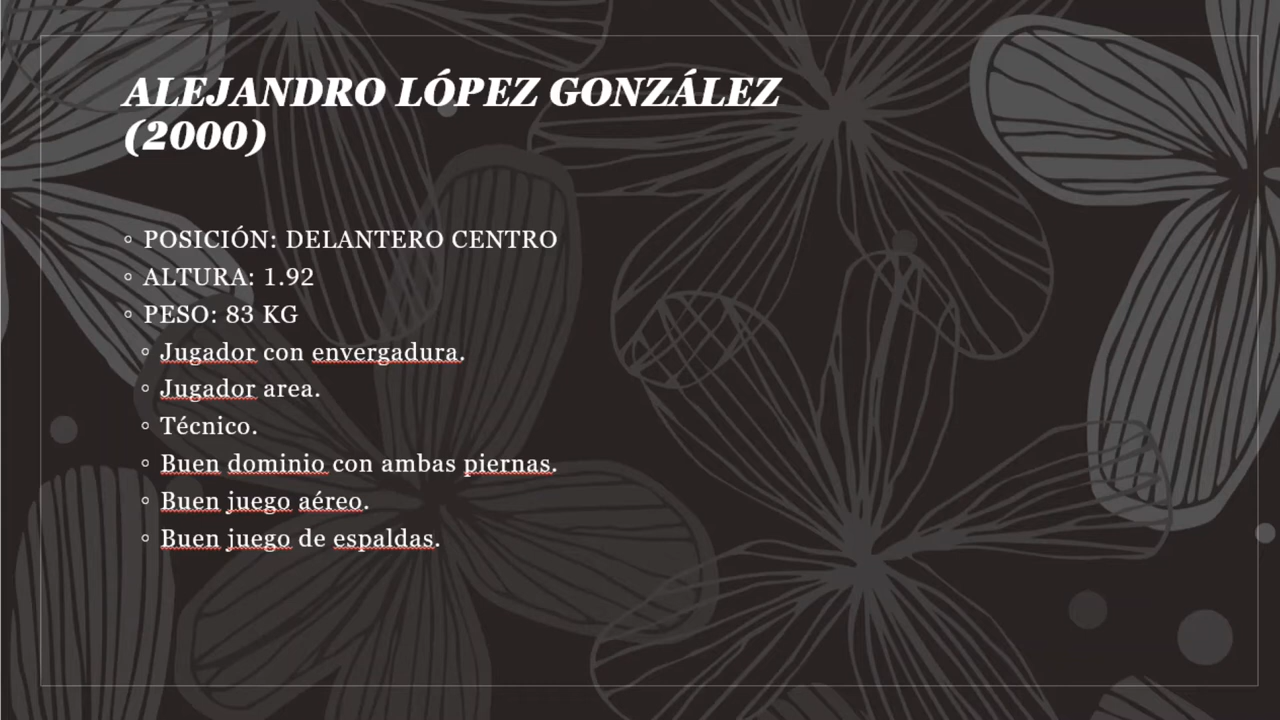 ALEJANDRO LÓPEZ GONZÁLEZ
(2000)
◦ POSICIÓN: DELANTERO CENTRO
◦ ALTURA: 1.92
◦ PESO: 83 KG
◦ Jugador con envergadura.
◦ Jugador area.
◦ Técnico.
◦ Buen dominio con ambas piernas.
◦ Buen juego aéreo.
◦ Buen juego de espaldas.